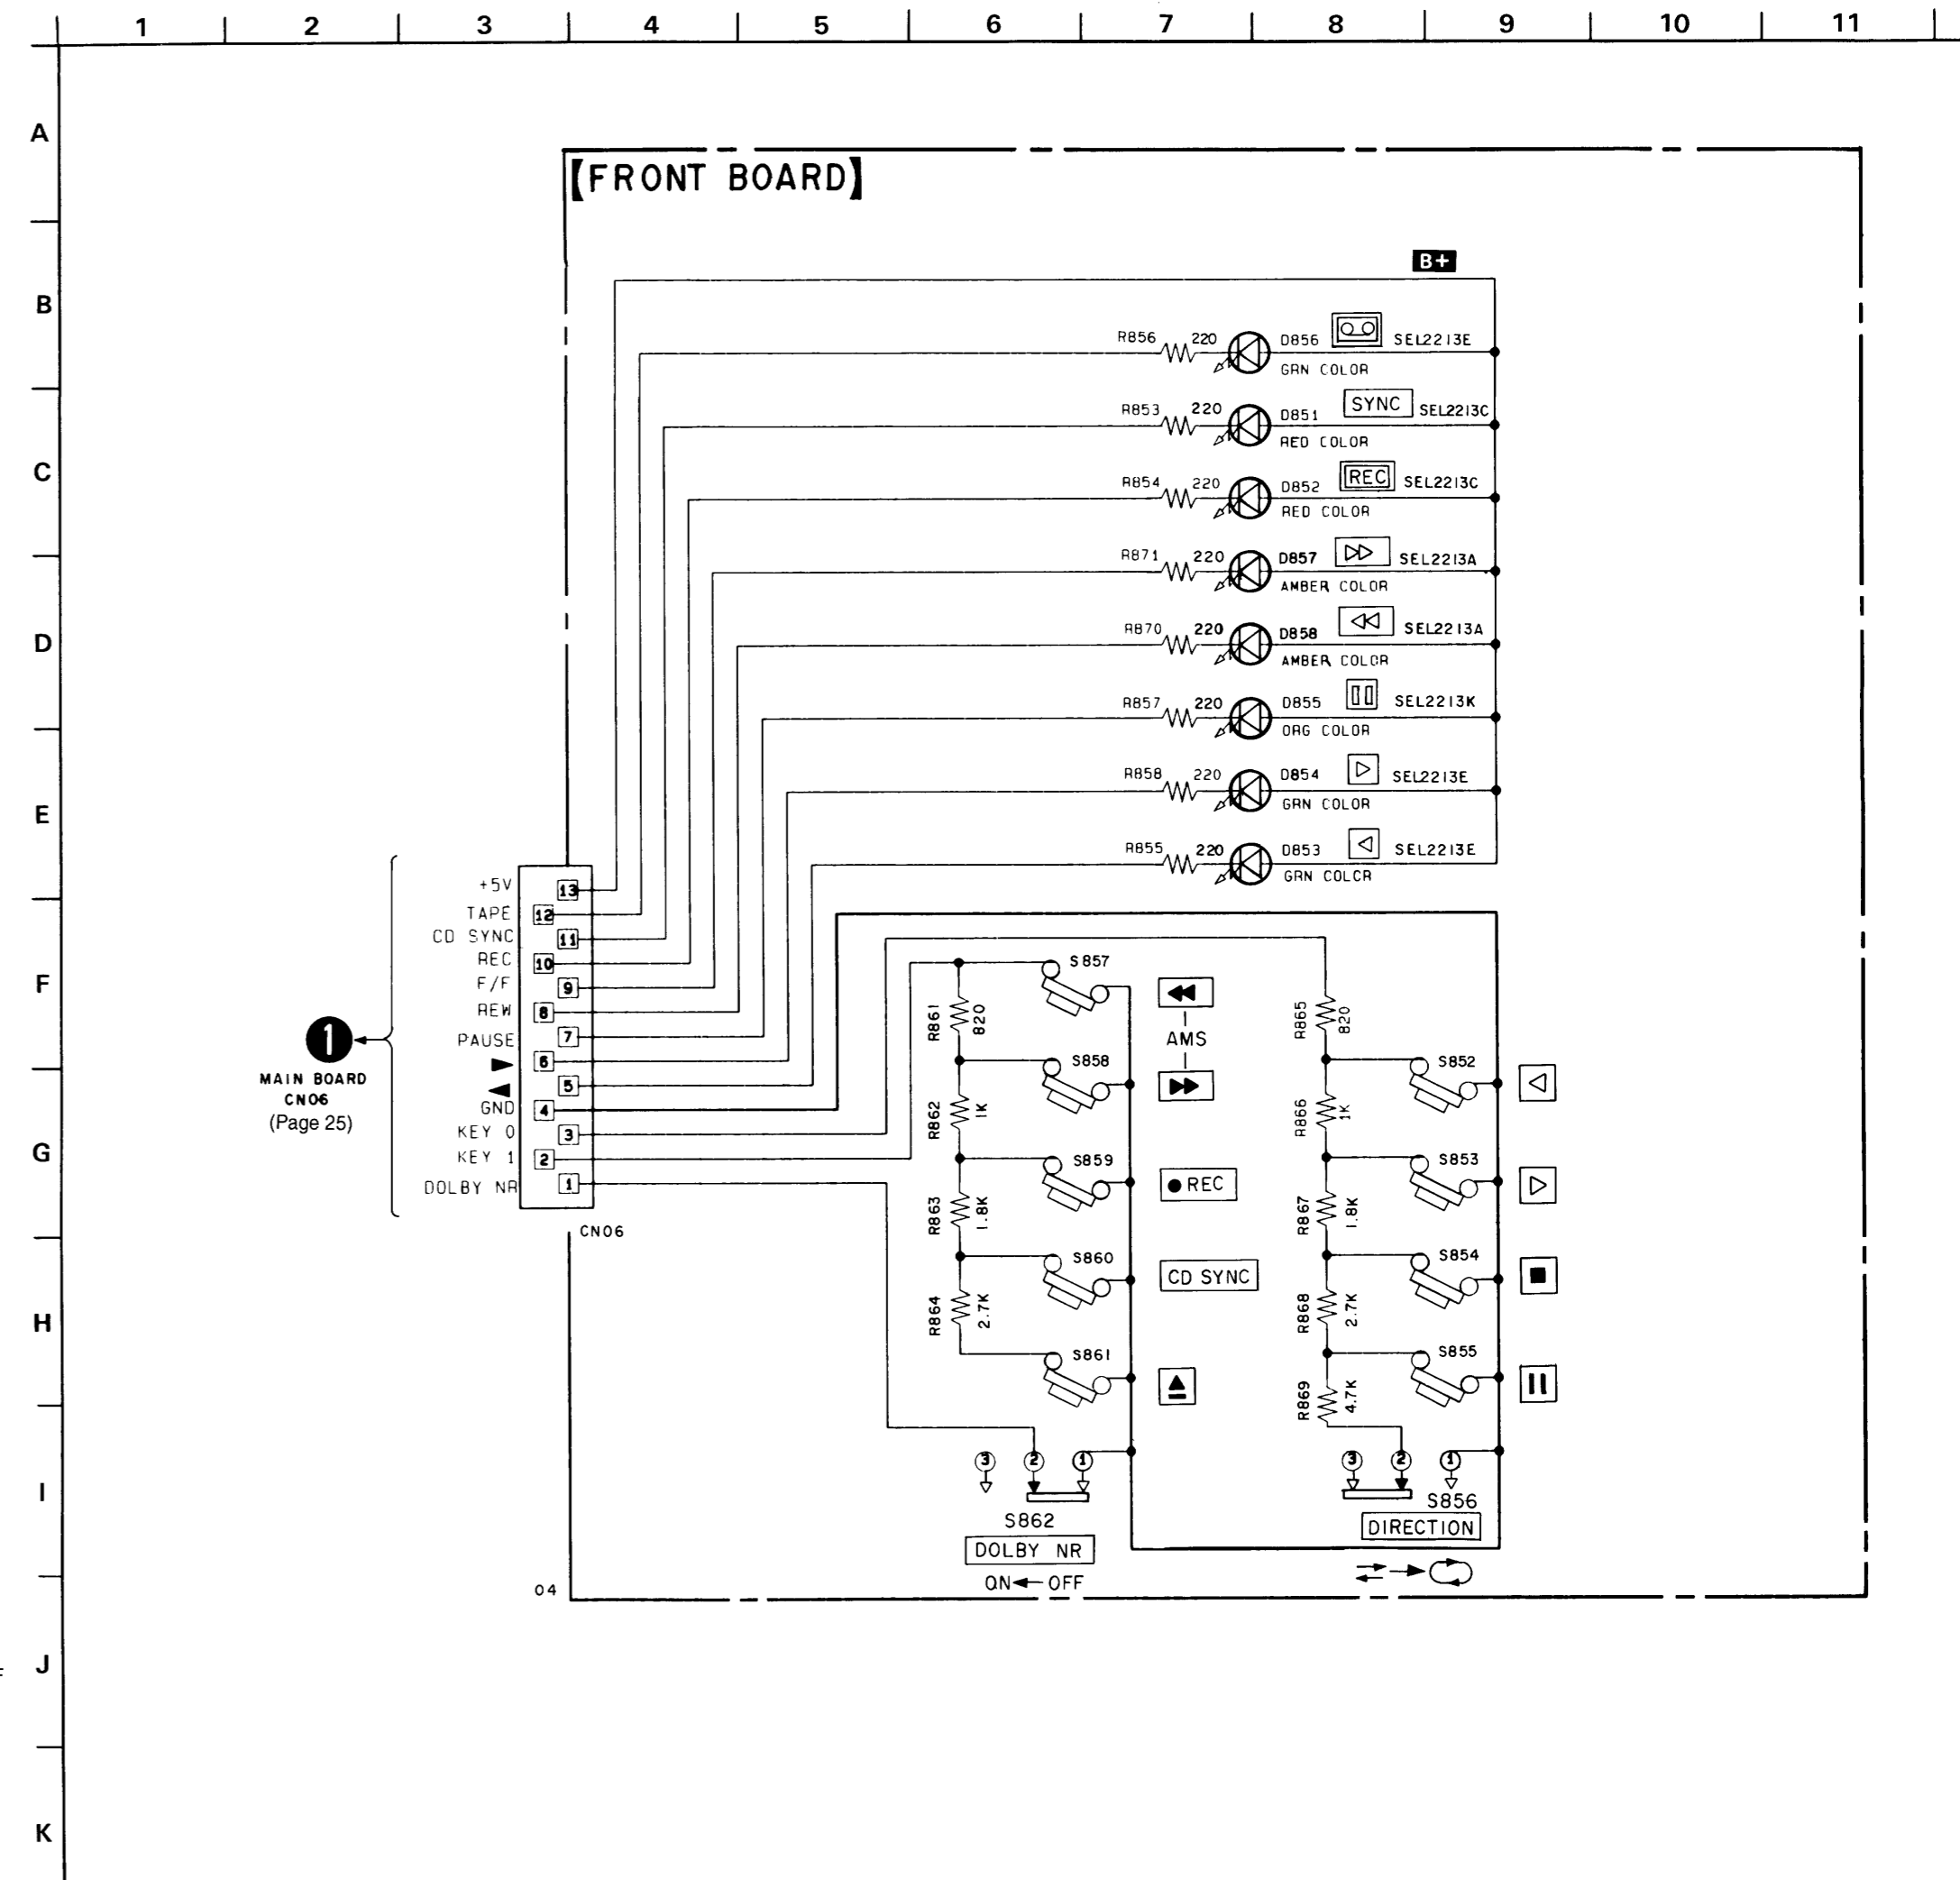 1 2 3 4 5 6 7 8 9 10 11
A
【FRONT BOARD】
B+
B
R856 220 D856 SEL2213E
GRN COLOR
R853 220 D851 SYNC SEL2213C
RED COLOR
C
R854 220 D852 REC SEL2213C
RED COLOR
R871 220 D857 SEL2213A
AMBER COLOR
D
R870 220 D858 SEL2213A
AMBER COLOR
R857 220 D855 SEL2213K
ORG COLOR
R858 220 D854 SEL2213E
GRN COLOR
E
R855 220 D853 SEL2213E
GRN COLOR
+5V 13
TAPE 12
CD SYNC 11
REC 10
F/F 9
REW 8
PAUSE 7
► 6
◄ 5
GND 4
KEY 0 3
KEY 1 2
DOLBY NR 1
CN06
1
MAIN BOARD
CN06
(Page 25)
F
S857
R861 820
AMS
R865 820
S858
S852
R862 1K
R866 1K
G
S859
REC
S853
R863 1.8K
R867 1.8K
S860
CD SYNC
S854
H
R864 2.7K
R868 2.7K
S861
S855
R869 4.7K
3 2 1
3 2 1
I
S862
S856
DOLBY NR
DIRECTION
ON←OFF
04
J
K